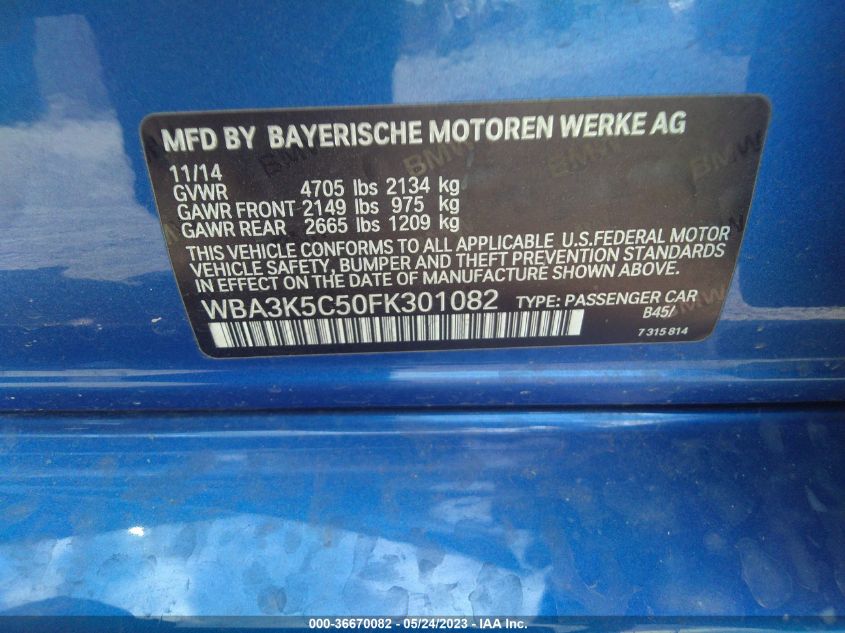 MFD BY BAYERISCHE MOTOREN WERKE AG
11/14
GVWR 4705 lbs 2134 kg
GAWR FRONT 2149 lbs 975 kg
GAWR REAR 2665 lbs 1209 kg
THIS VEHICLE CONFORMS TO ALL APPLICABLE U.S.FEDERAL MOTOR
VEHICLE SAFETY, BUMPER AND THEFT PREVENTION STANDARDS
IN EFFECT ON THE DATE OF MANUFACTURE SHOWN ABOVE.
WBA3K5C50FK301082 TYPE: PASSENGER CAR
B45/
7 315 814
000-36670082 - 05/24/2023 - IAA Inc.